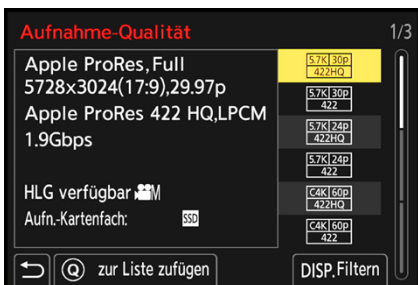 Aufnahme-Qualität 1/3
Apple ProRes,Full
5728x3024(17:9),29.97p
Apple ProRes 422 HQ,LPCM
1.9Gbps
HLG verfügbar M
Aufn.-Kartenfach: SSD
5.7K 30p
422HQ
5.7K 30p
422
5.7K 24p
422HQ
5.7K 24p
422
C4K 60p
422HQ
C4K 60p
422
Q zur Liste zufügen
DISP.Filtern